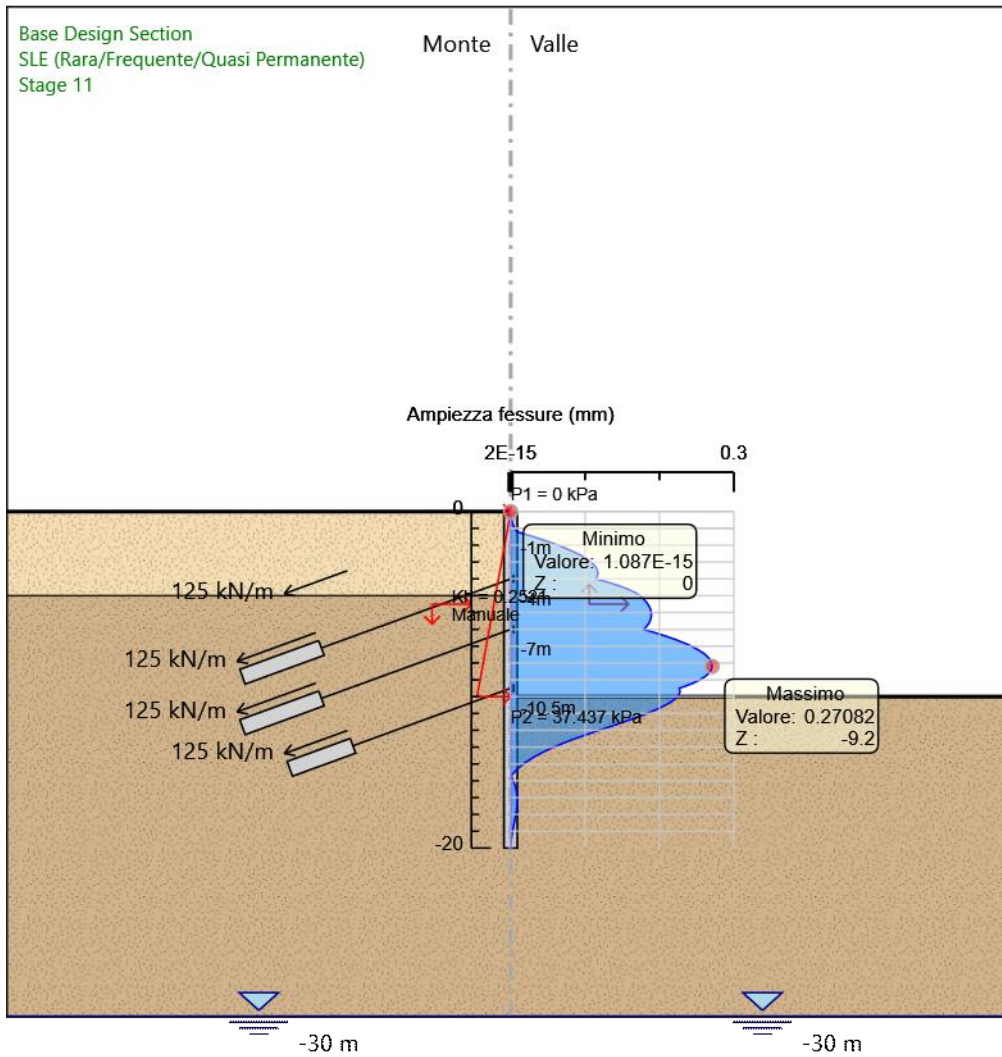 Base Design Section
SLE (Rara/Frequente/Quasi Permanente)
Stage 11
Monte
Valle
Ampiezza fessure (mm)
2E-15
0.3
P1 = 0 kPa
0
Minimo
Valore: 1.087E-15
Z : 0
-1m
125 kN/m
-4m
Manuale
125 kN/m
-7m
125 kN/m
-10.5m
P2 = 37.437 kPa
Massimo
Valore: 0.27082
Z : -9.2
125 kN/m
-20
-30 m
-30 m